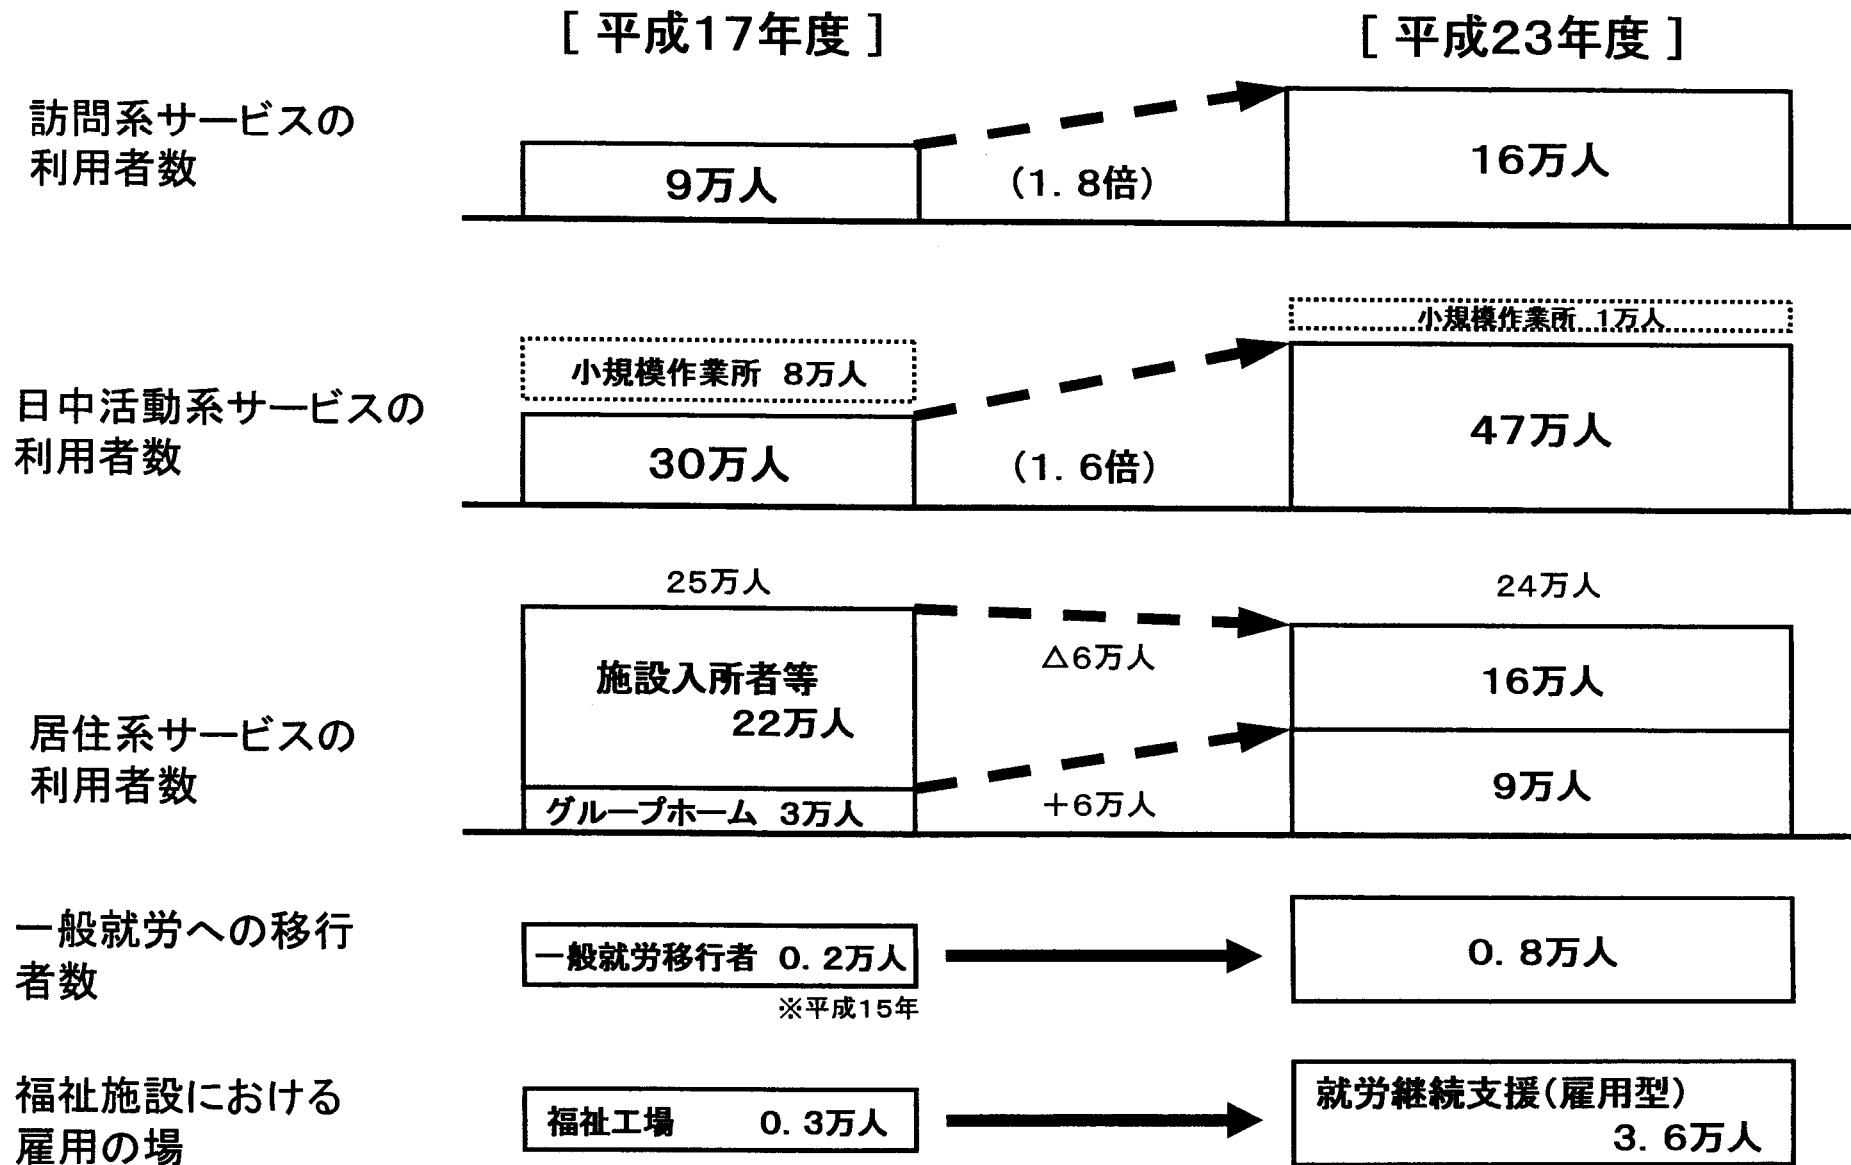 [ 平成17年度 ]
[ 平成23年度 ]
訪問系サービスの
利用者数
9万人
(1. 8倍)
16万人
日中活動系サービスの
利用者数
小規模作業所 8万人
30万人
(1. 6倍)
小規模作業所 1万人
47万人
居住系サービスの
利用者数
25万人
施設入所者等
22万人
グループホーム 3万人
△6万人
+6万人
24万人
16万人
9万人
一般就労への移行
者数
一般就労移行者 0. 2万人
※平成15年
0. 8万人
福祉施設における
雇用の場
福祉工場 0. 3万人
就労継続支援(雇用型)
3. 6万人